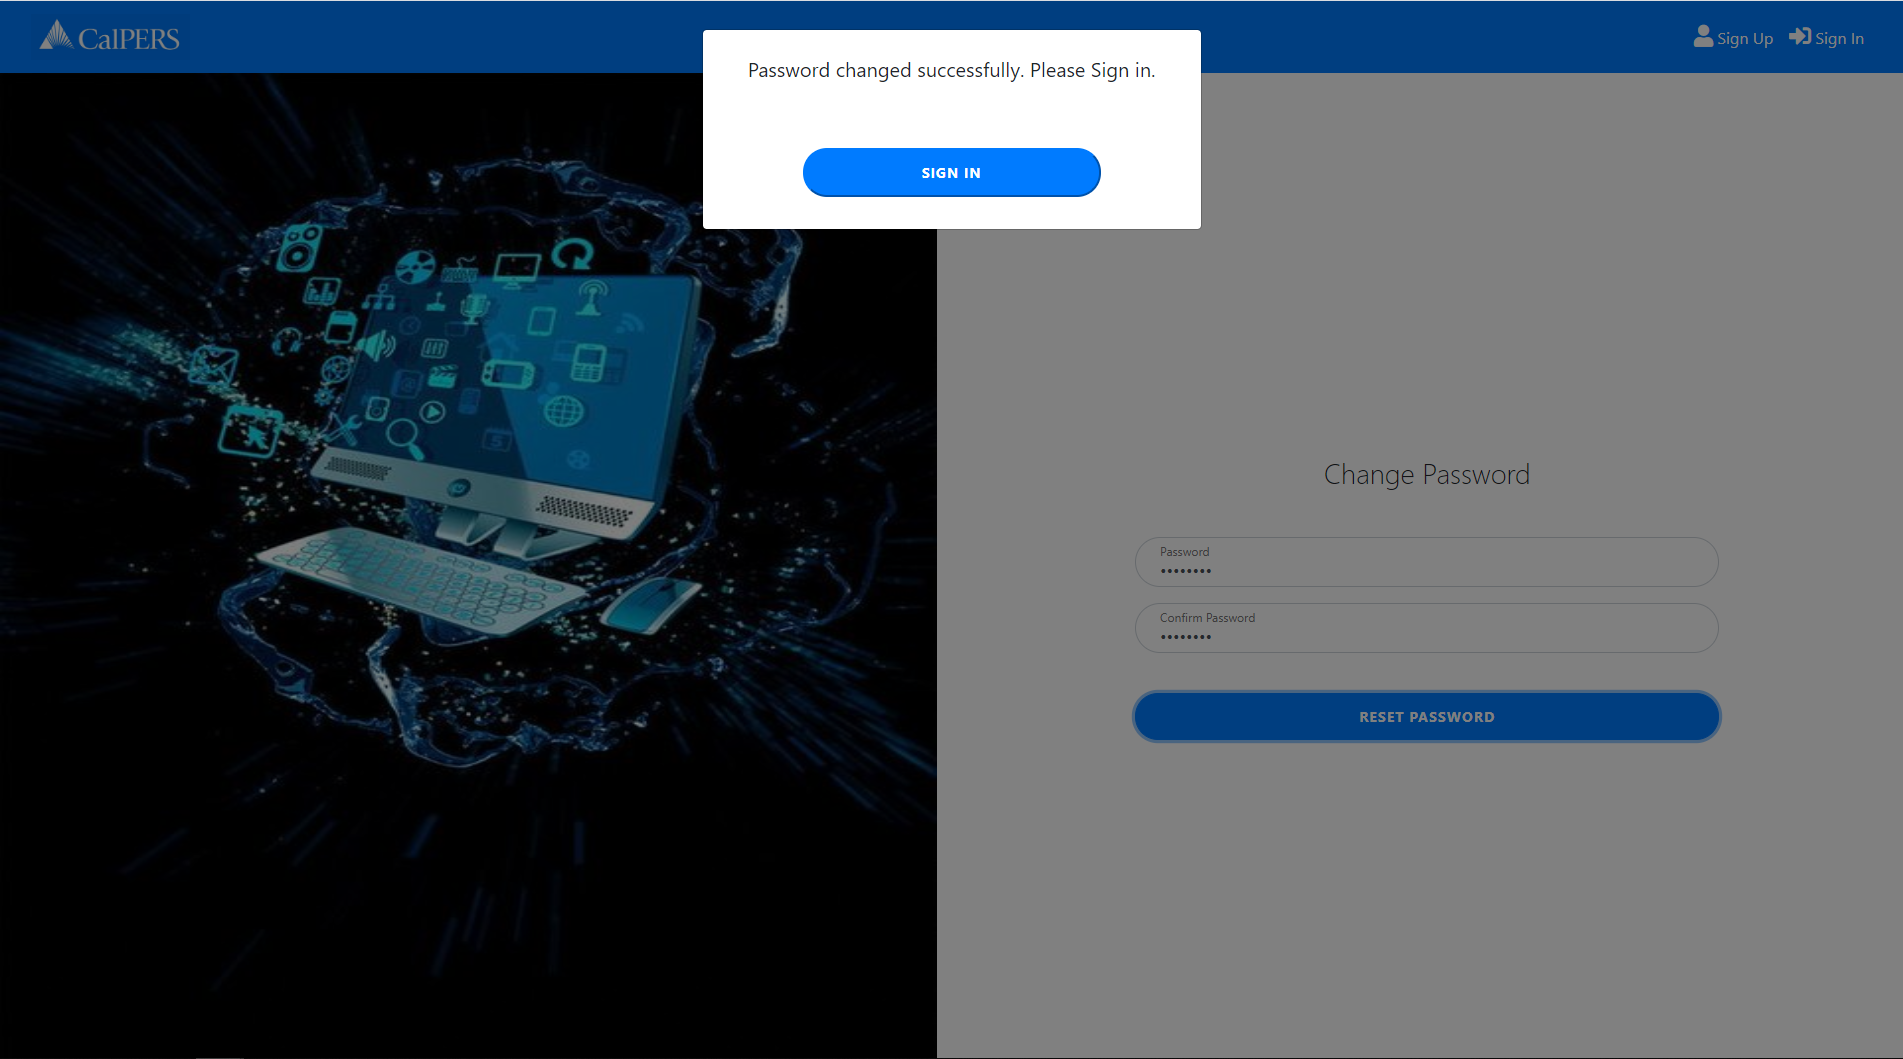 CalPERS
Sign Up
Sign In
Password changed successfully. Please Sign in.
SIGN IN
Change Password
Password
••••••••
Confirm Password
••••••••
RESET PASSWORD
5